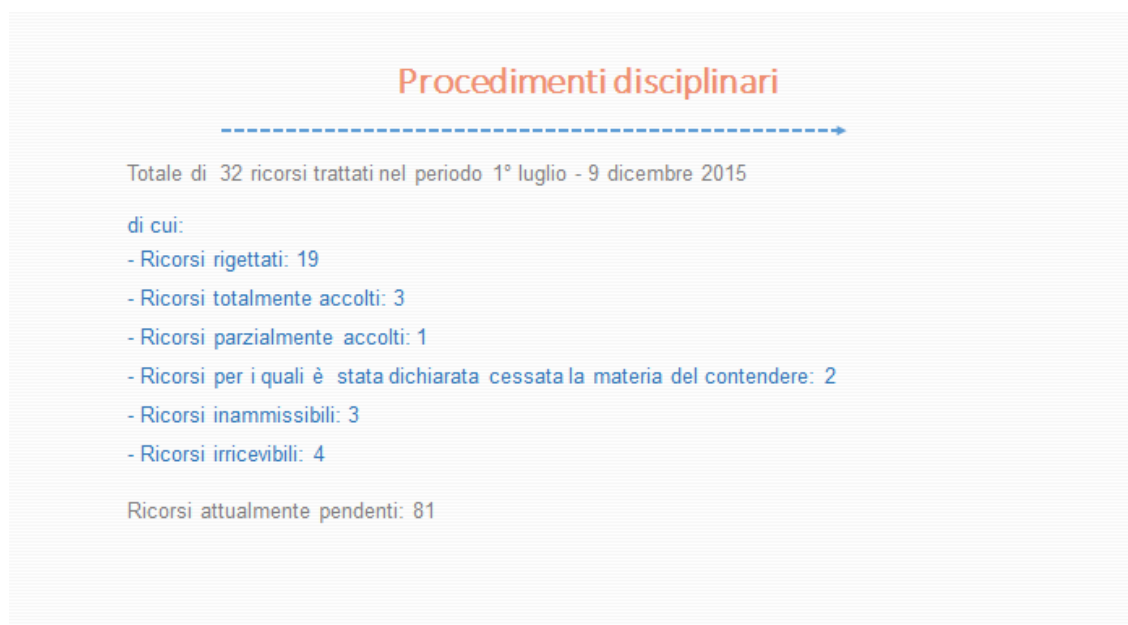 Procedimenti disciplinari
Totale di 32 ricorsi trattati nel periodo 1° luglio - 9 dicembre 2015
di cui:
- Ricorsi rigettati: 19
- Ricorsi totalmente accolti: 3
- Ricorsi parzialmente accolti: 1
- Ricorsi per i quali è stata dichiarata cessata la materia del contendere: 2
- Ricorsi inammissibili: 3
- Ricorsi irricevibili: 4
Ricorsi attualmente pendenti: 81